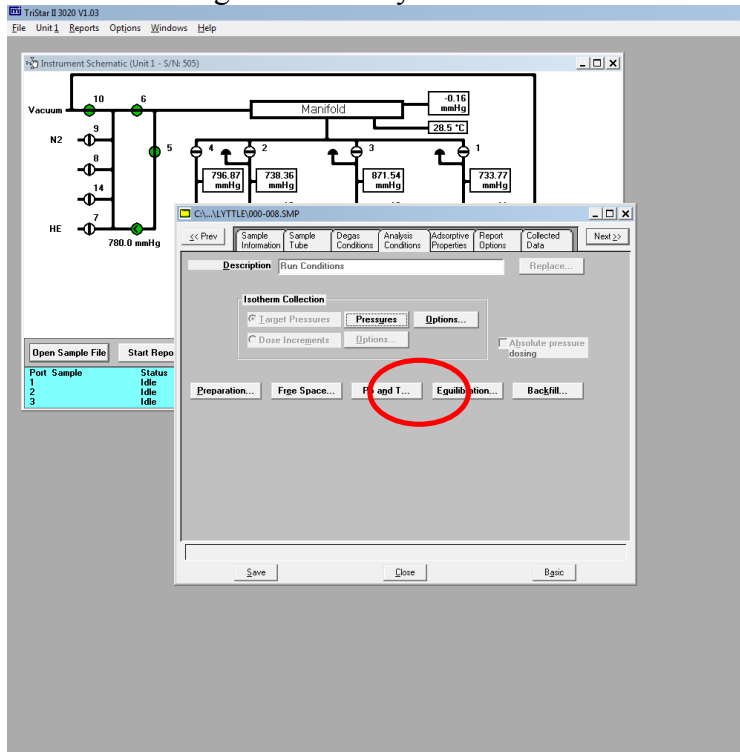 TriStar II 3020 V1.03
File Unit 1 Reports Options Windows Help
Instrument Schematic (Unit 1 - S/N: 505)
10 6
Vacuum
Manifold
-0.16
mmHg
28.5 °C
N2 9
5
4 2 3 1
8
796.87
mmHg
738.36
mmHg
871.54
mmHg
733.77
mmHg
14
HE 7
780.0 mmHg
C:\...\LYTTLE\000-008.SMP
<< Prev
Sample
Information
Sample
Tube
Degas
Conditions
Analysis
Conditions
Adsorptive
Properties
Report
Options
Collected
Data
Next >>
Description Run Conditions Replace...
Isotherm Collection
Target Pressures Pressures Options...
Dose Increments Options...
Absolute pressure
dosing
Open Sample File Start Repo
Port Sample Status
1 Idle
2 Idle
3 Idle
Preparation... Free Space... Po and T... Equilibration... Backfill...
Save Close Basic